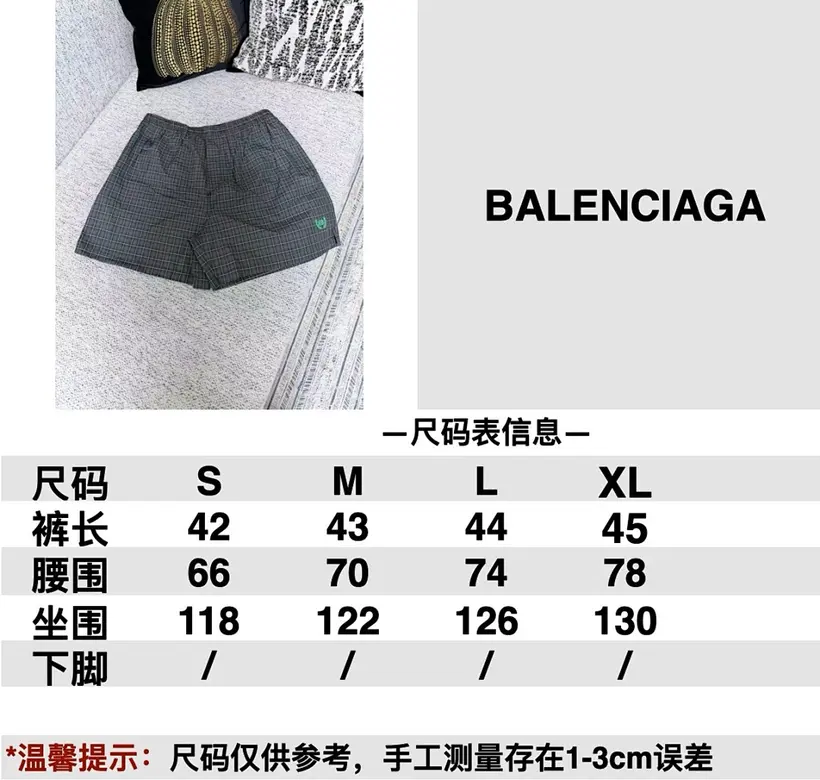 BALENCIAGA
—尺码表信息—
尺码 S M L XL
裤长 42 43 44 45
腰围 66 70 74 78
坐围 118 122 126 130
下脚 / / / /
*温馨提示：尺码仅供参考，手工测量存在1-3cm误差